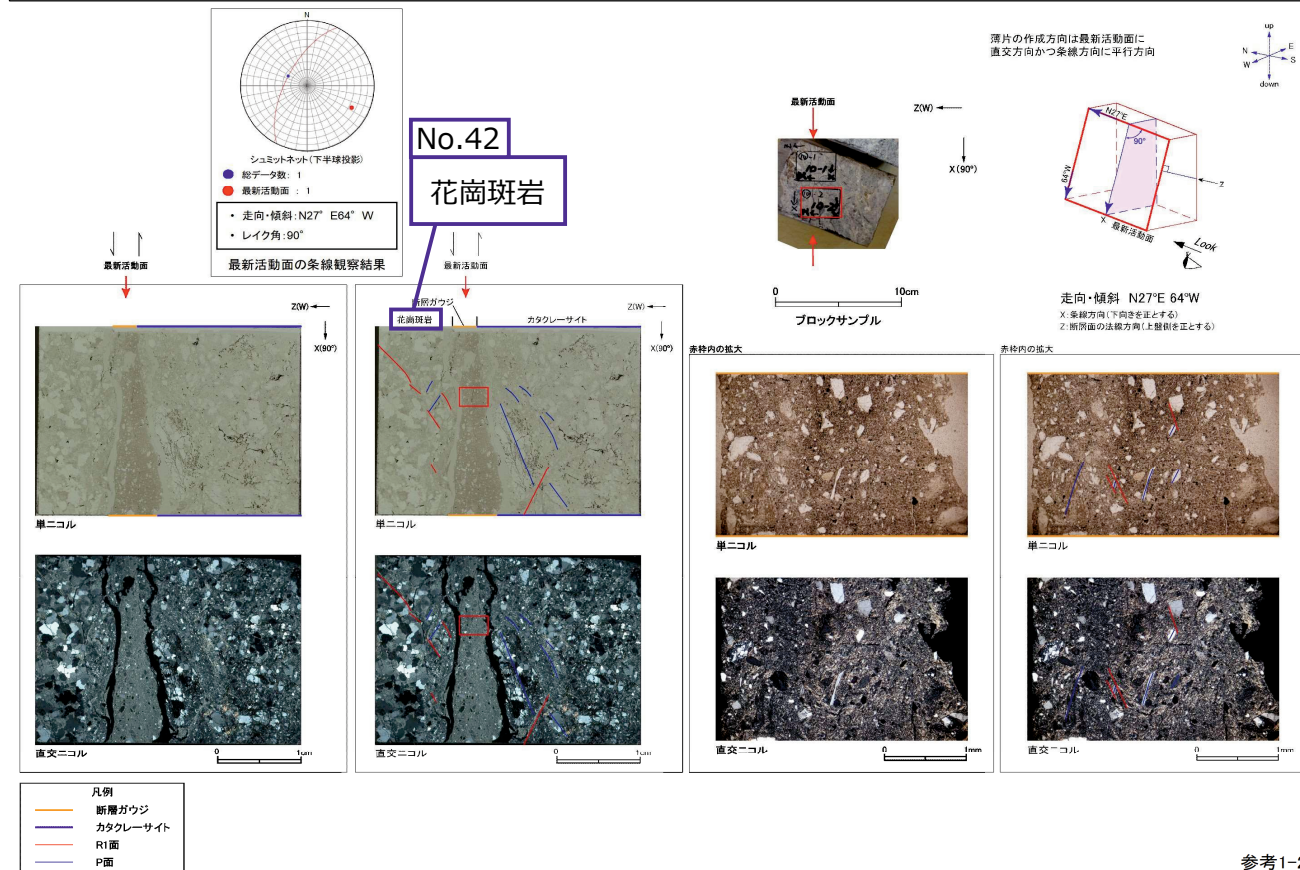 N
シュミットネット(下半球投影)
総データ数: 1
最新活動面 : 1
・ 走向・傾斜:N27° E64° W
・ レイク角:90°
最新活動面の条線観察結果
No.42
花崗斑岩
薄片の作成方向は最新活動面に
直交方向かつ条線方向に平行方向
up
N
E
W
S
down
最新活動面
Z(W)
X(90°)
0
10cm
ブロックサンプル
N27°E
90°
64°W
Z
X 最新活動面
Look
走向・傾斜 N27°E 64°W
X:条線方向(下向きを正とする)
Z:断層面の法線方向(上盤側を正とする)
最新活動面
Z(W)
X(90°)
単ニコル
直交ニコル
0
1cm
最新活動面
断層ガウジ
花崗斑岩
カタクレーサイト
Z(W)
X(90°)
単ニコル
直交ニコル
0
1cm
赤枠内の拡大
単ニコル
直交ニコル
0
1mm
赤枠内の拡大
単ニコル
直交ニコル
0
1mm
凡例
断層ガウジ
カタクレーサイト
R1面
P面
参考1-2